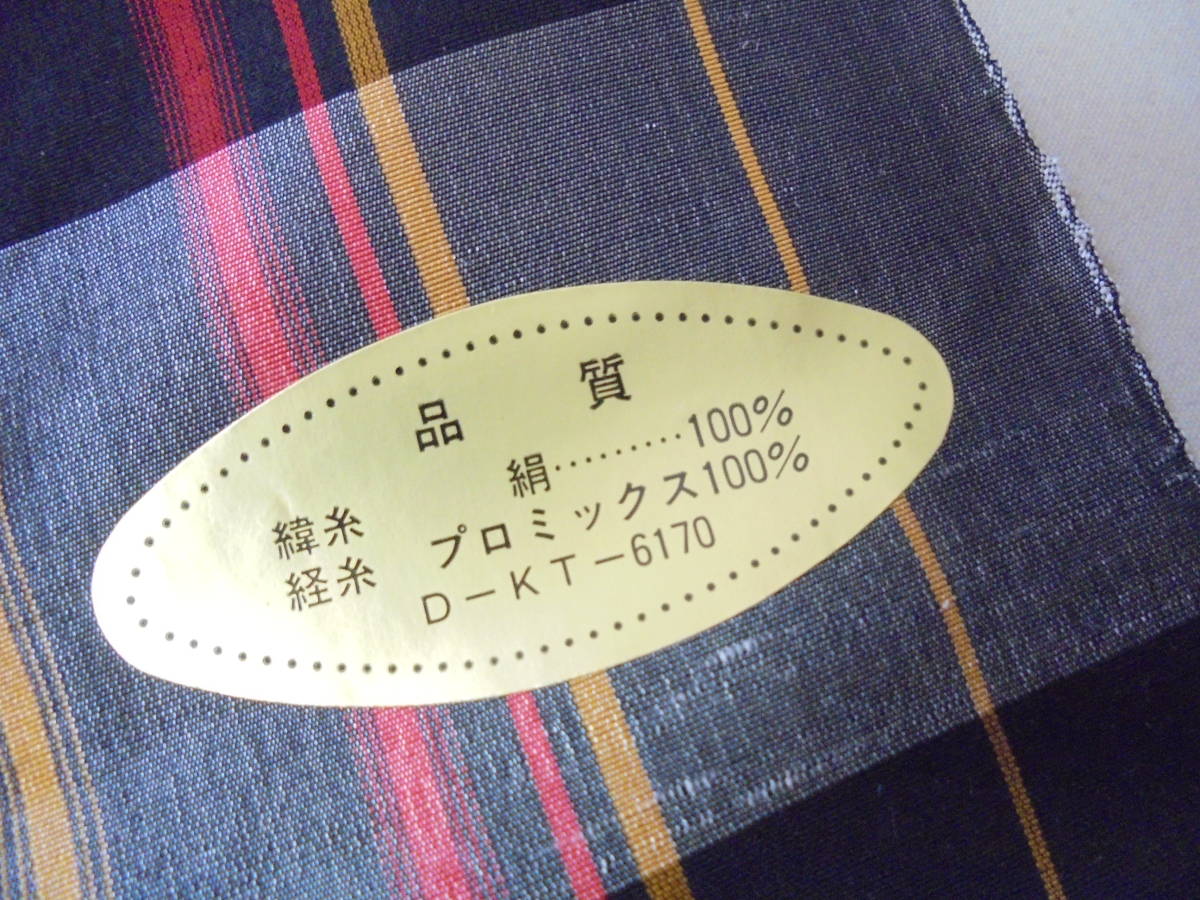 品質
緯糸 絹………100%
経糸 プロミックス100%
D-KT-6170